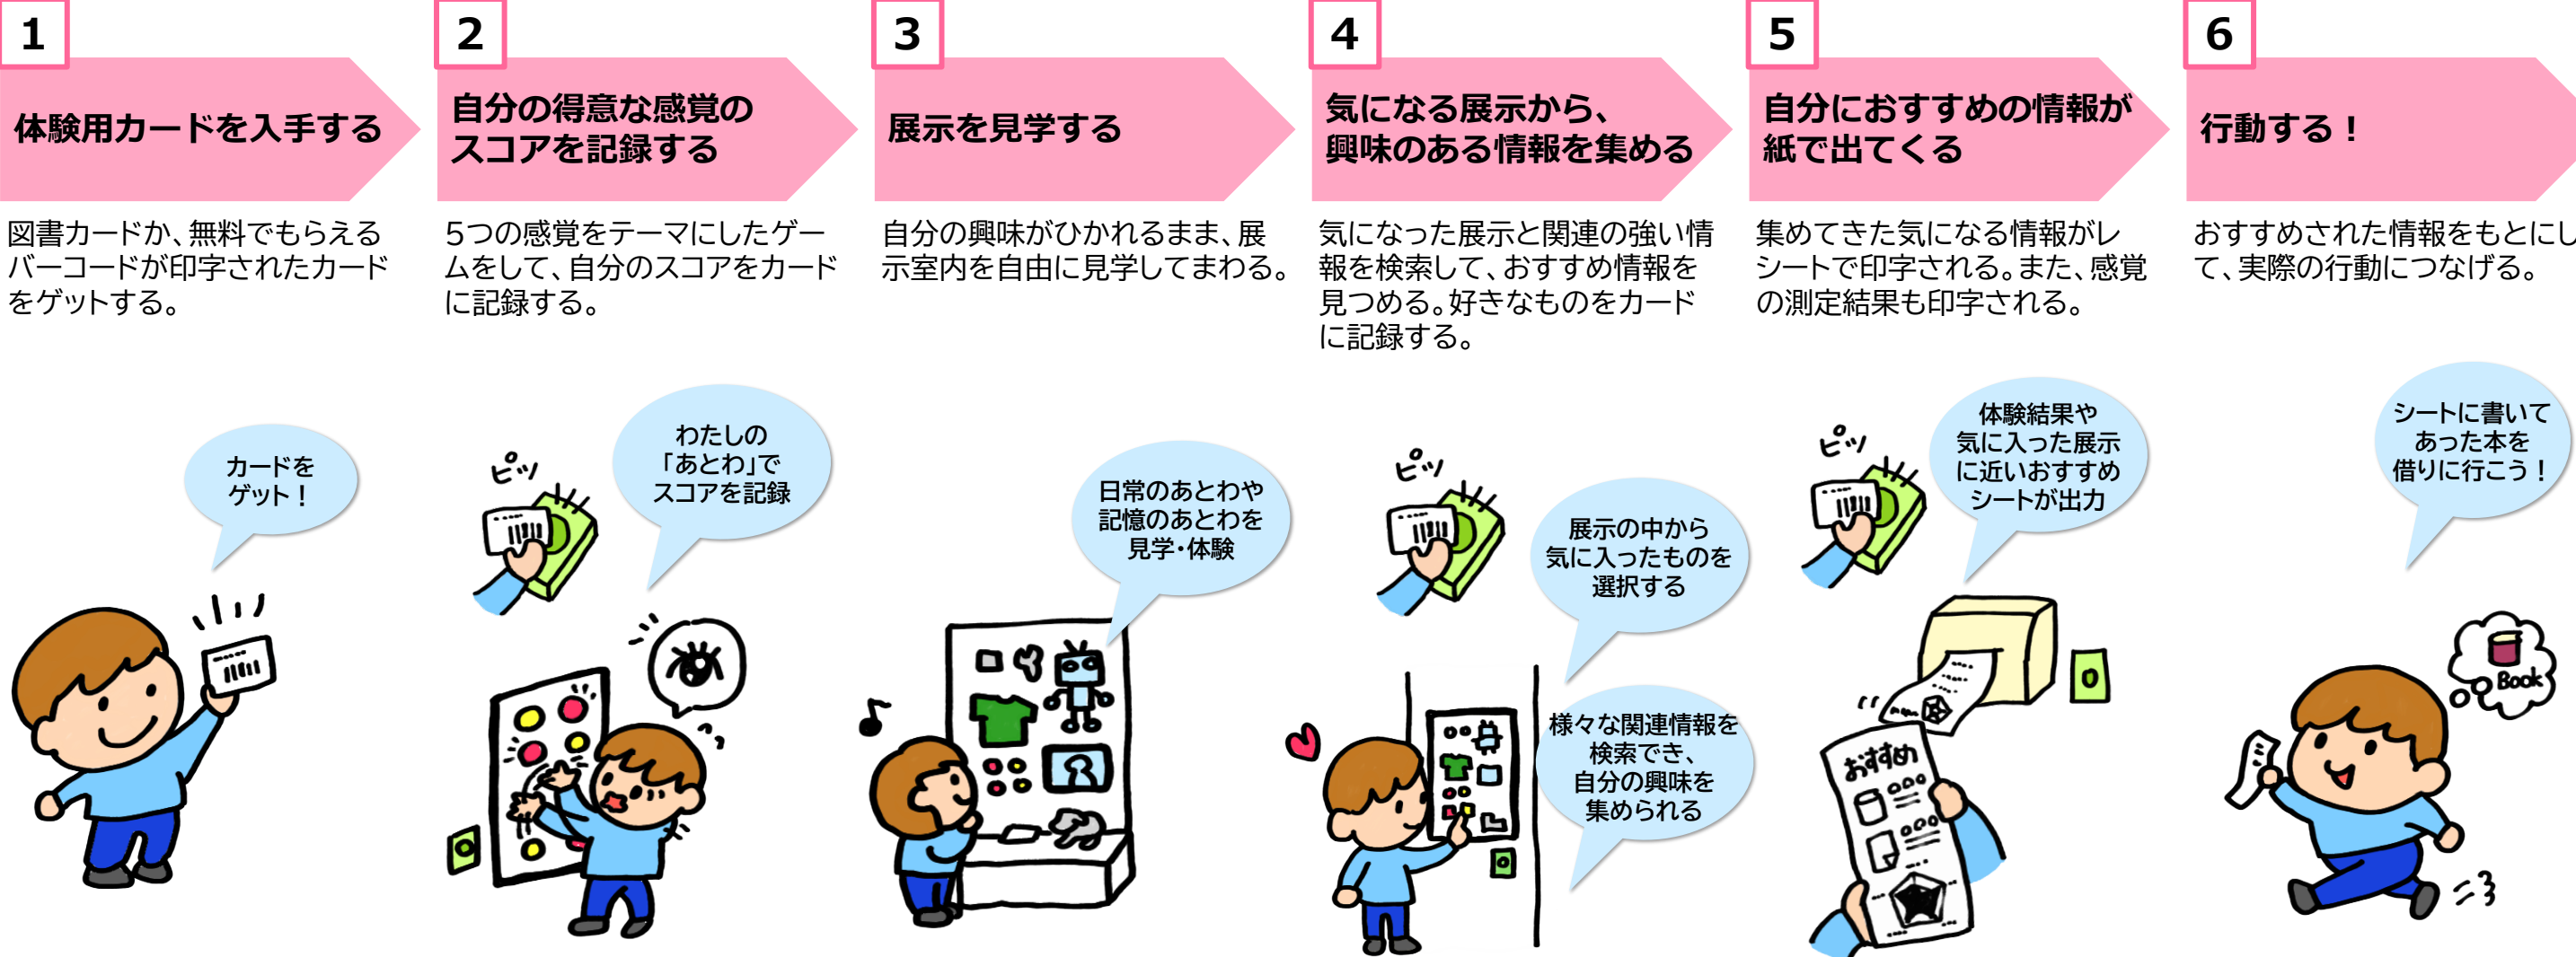 1
体験用カードを入手する
図書カードか、無料でもらえる
バーコードが印字されたカード
をゲットする。
カードを
ゲット！
2
自分の得意な感覚の
スコアを記録する
5つの感覚をテーマにしたゲー
ムをして、自分のスコアをカード
に記録する。
ピッ
わたしの
「あとわ」で
スコアを記録
3
展示を見学する
自分の興味がひかれるまま、展
示室内を自由に見学してまわる。
日常のあとわや
記憶のあとわを
見学・体験
4
気になる展示から、
興味のある情報を集める
気になった展示と関連の強い情
報を検索して、おすすめ情報を
見つめる。好きなものをカード
に記録する。
ピッ
展示の中から
気に入ったものを
選択する
様々な関連情報を
検索でき、
自分の興味を
集められる
5
自分におすすめの情報が
紙で出てくる
集めてきた気になる情報がレ
シートで印字される。また、感覚
の測定結果も印字される。
ピッ
体験結果や
気に入った展示
に近いおすすめ
シートが出力
おすすめ
6
行動する！
おすすめされた情報をもとにし
て、実際の行動につなげる。
シートに書いて
あった本を
借りに行こう！
Book